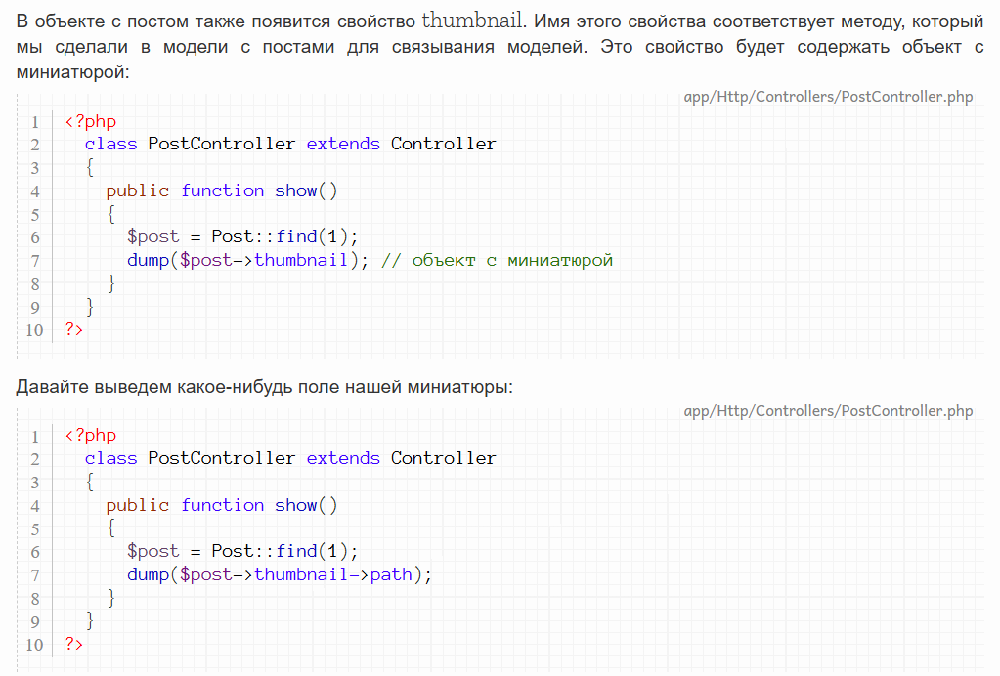 В объекте с постом также появится свойство thumbnail. Имя этого свойства соответствует методу, который
мы сделали в модели с постами для связывания моделей. Это свойство будет содержать объект с
миниатюрой:
app/Http/Controllers/PostController.php
1 <?php
2 class PostController extends Controller
3 {
4 public function show()
5 {
6 $post = Post::find(1);
7 dump($post->thumbnail); // объект с миниатюрой
8 }
9 }
10 ?>
Давайте выведем какое-нибудь поле нашей миниатюры:
app/Http/Controllers/PostController.php
1 <?php
2 class PostController extends Controller
3 {
4 public function show()
5 {
6 $post = Post::find(1);
7 dump($post->thumbnail->path);
8 }
9 }
10 ?>